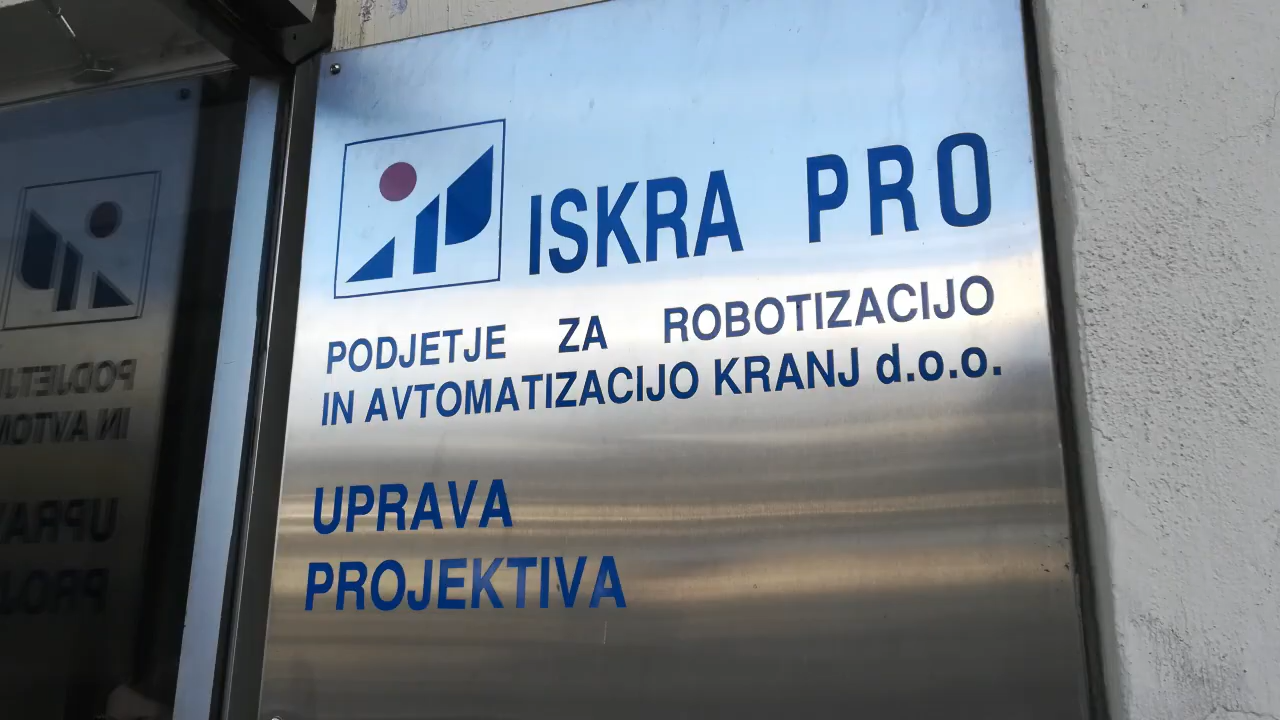 ISKRA PRO
PODJETJE ZA ROBOTIZACIJO
IN AVTOMATIZACIJO KRANJ d.o.o.
UPRAVA
PROJEKTIVA